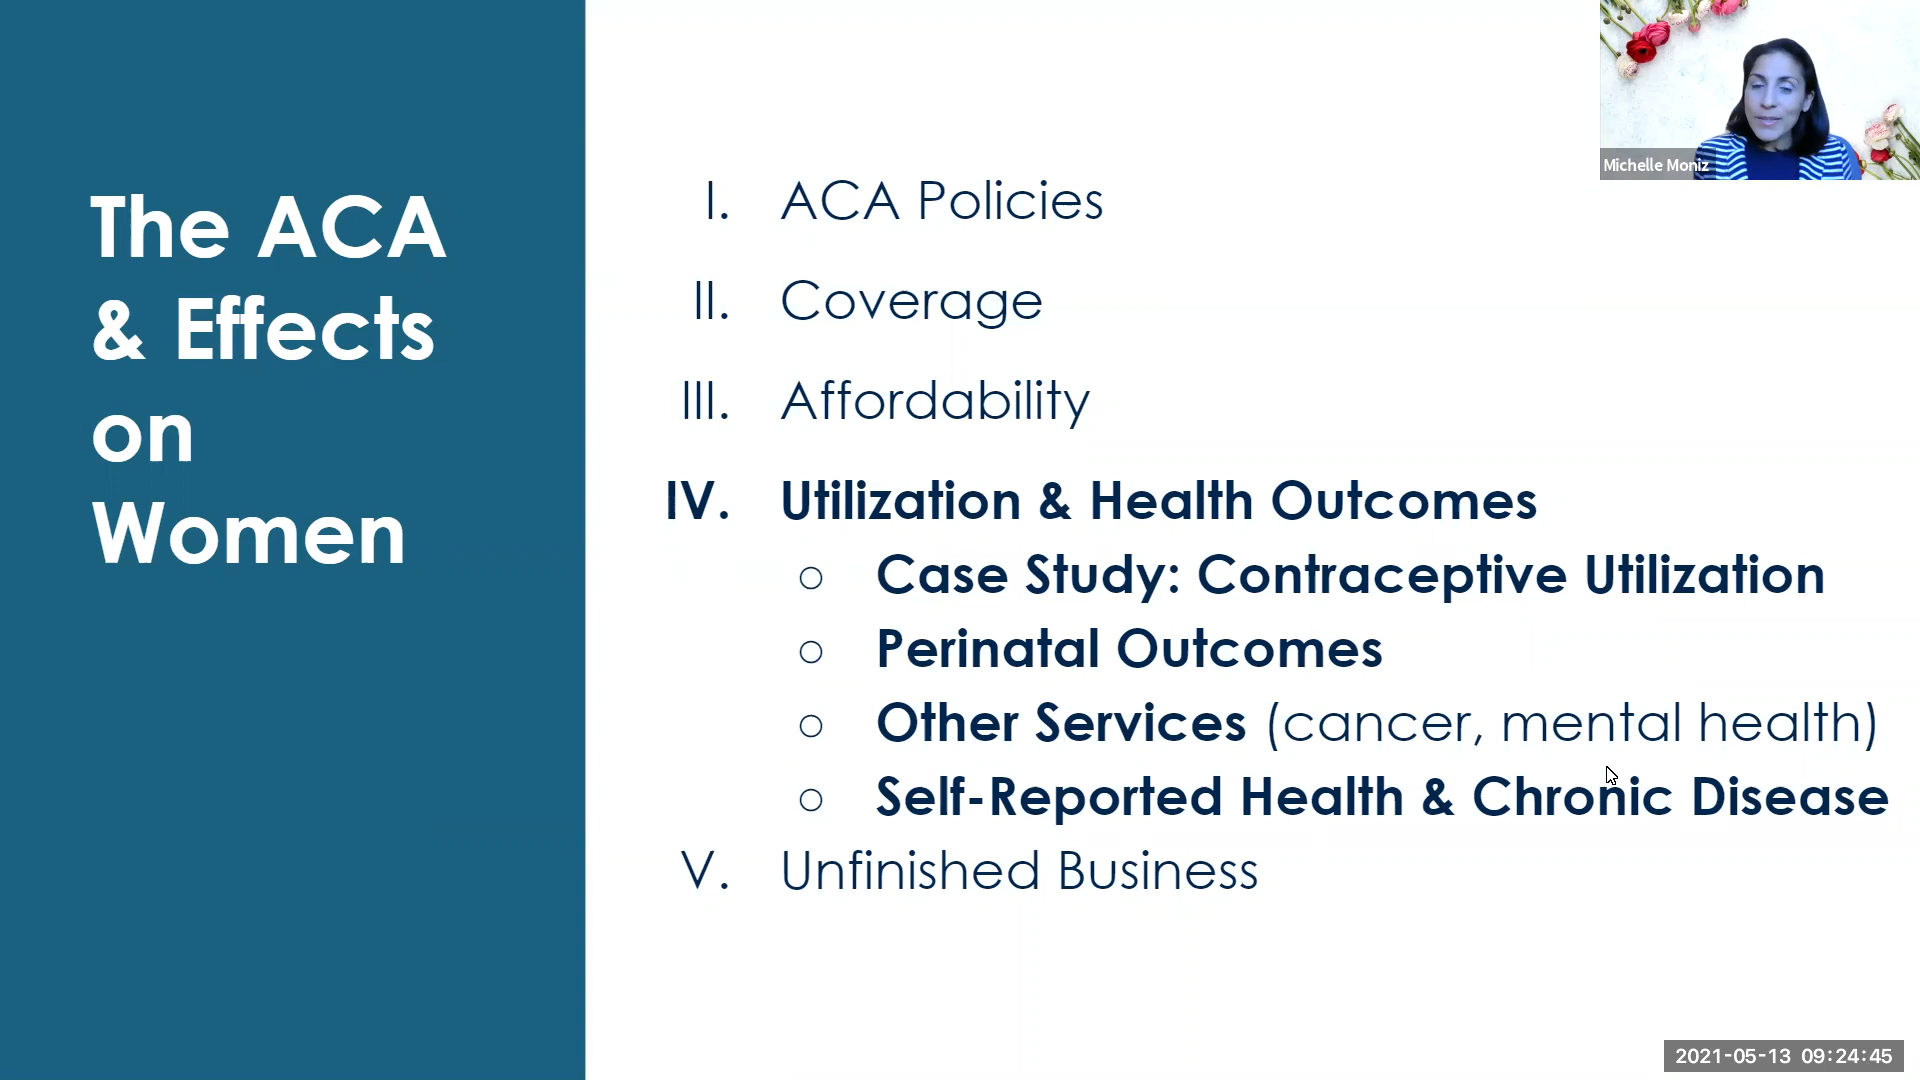 The ACA
& Effects
on
Women
I. ACA Policies
II. Coverage
III. Affordability
IV. Utilization & Health Outcomes
○ Case Study: Contraceptive Utilization
○ Perinatal Outcomes
○ Other Services (cancer, mental health)
○ Self-Reported Health & Chronic Disease
V. Unfinished Business
Michelle Moniz
2021-05-13 09:24:45